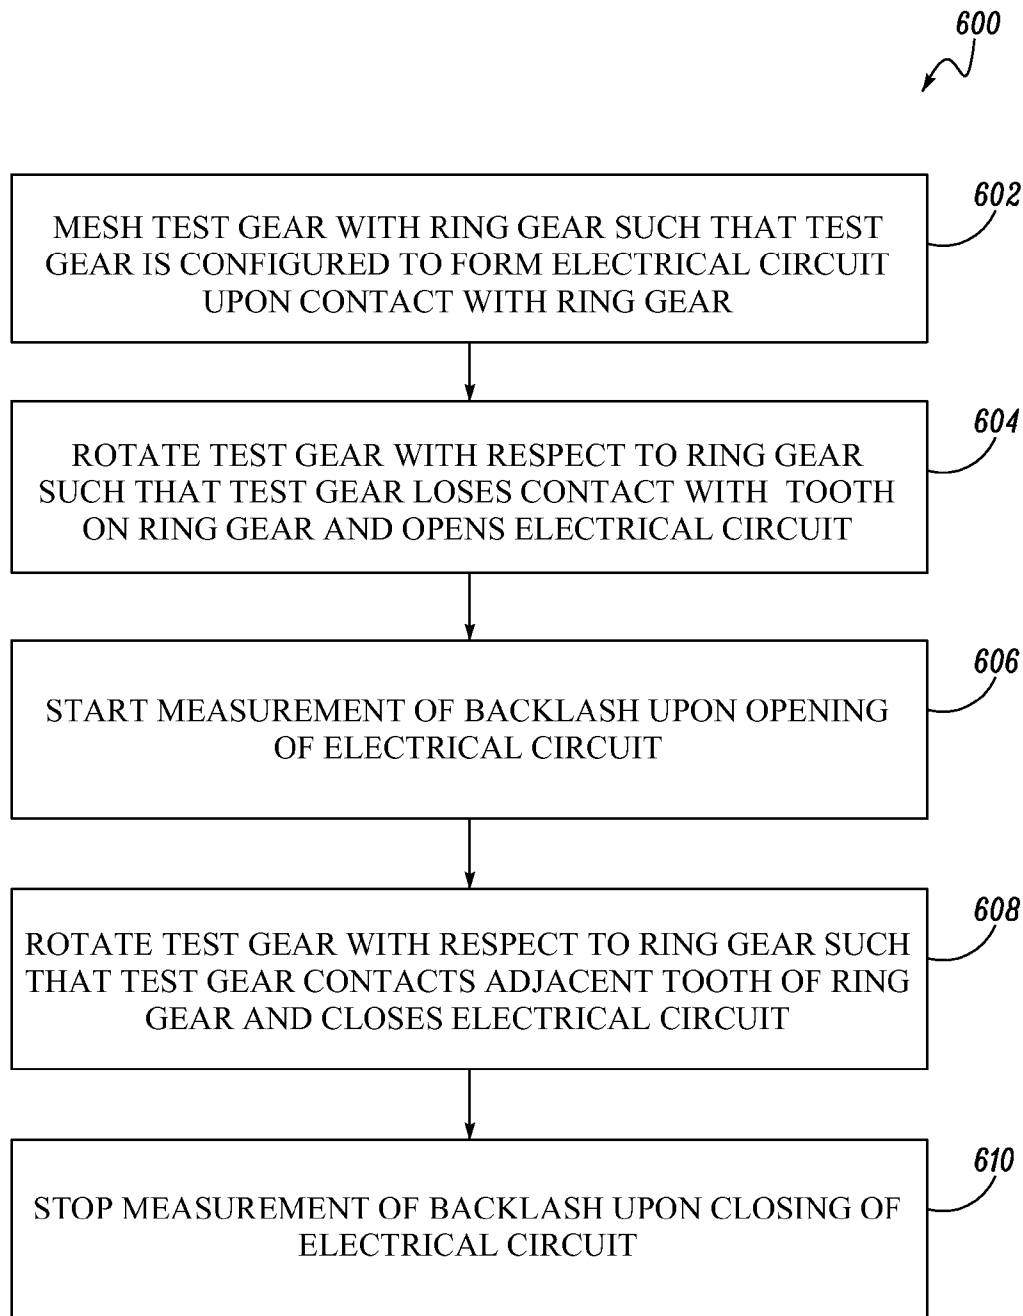 600
602
MESH TEST GEAR WITH RING GEAR SUCH THAT TEST
GEAR IS CONFIGURED TO FORM ELECTRICAL CIRCUIT
UPON CONTACT WITH RING GEAR
604
ROTATE TEST GEAR WITH RESPECT TO RING GEAR
SUCH THAT TEST GEAR LOSES CONTACT WITH TOOTH
ON RING GEAR AND OPENS ELECTRICAL CIRCUIT
606
START MEASUREMENT OF BACKLASH UPON OPENING
OF ELECTRICAL CIRCUIT
608
ROTATE TEST GEAR WITH RESPECT TO RING GEAR SUCH
THAT TEST GEAR CONTACTS ADJACENT TOOTH OF RING
GEAR AND CLOSES ELECTRICAL CIRCUIT
610
STOP MEASUREMENT OF BACKLASH UPON CLOSING OF
ELECTRICAL CIRCUIT